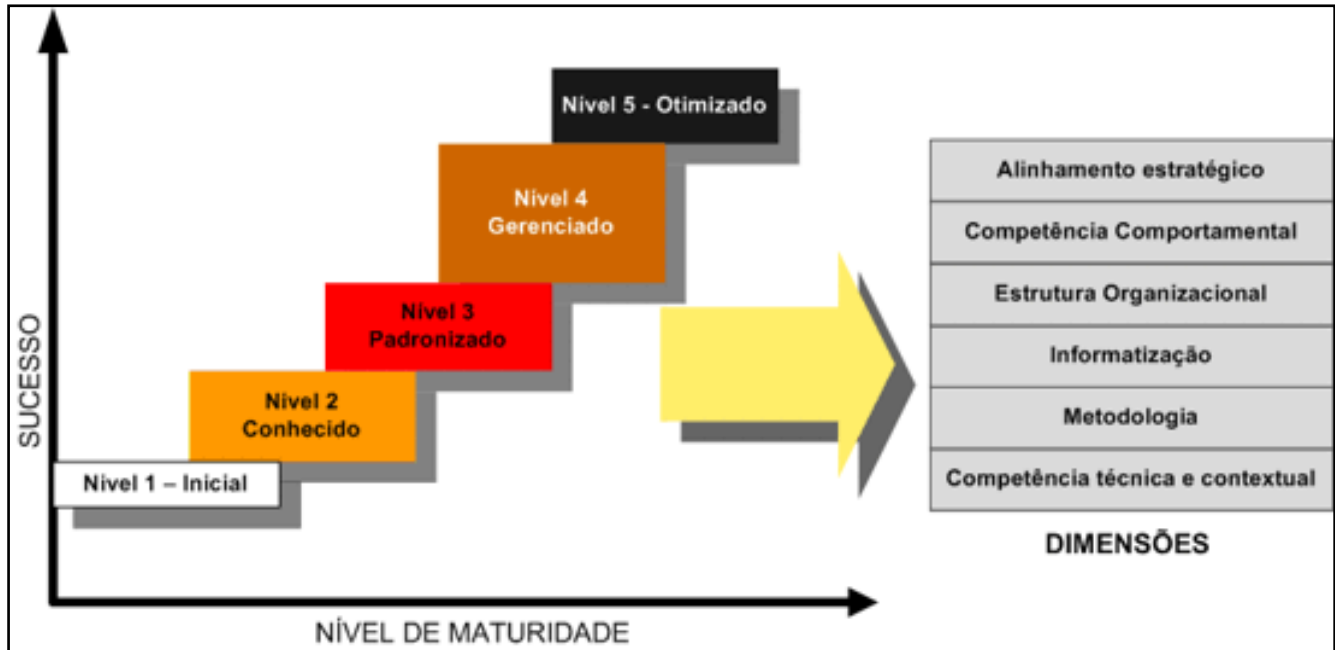 SUCESSO
Nível 5 - Otimizado
Nível 4
Gerenciado
Nível 3
Padronizado
Nível 2
Conhecido
Nível 1 – Inicial
NÍVEL DE MATURIDADE
Alinhamento estratégico
Competência Comportamental
Estrutura Organizacional
Informatização
Metodologia
Competência técnica e contextual
DIMENSÕES